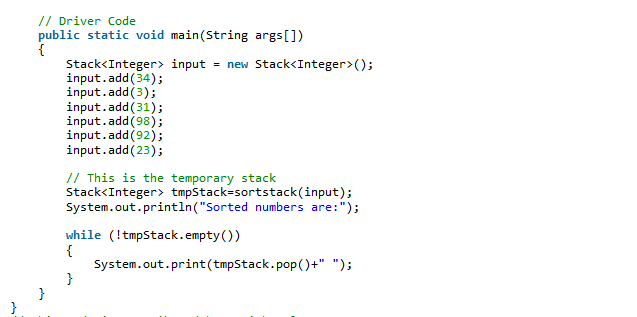 // Driver Code
public static void main(String args[])
{
Stack<Integer> input = new Stack<Integer>();
input.add(34);
input.add(3);
input.add(31);
input.add(98);
input.add(92);
input.add(23);
// This is the temporary stack
Stack<Integer> tmpStack=sortstack(input);
System.out.println("Sorted numbers are:");
while (!tmpStack.empty())
{
System.out.print(tmpStack.pop()+" ");
}
}
}